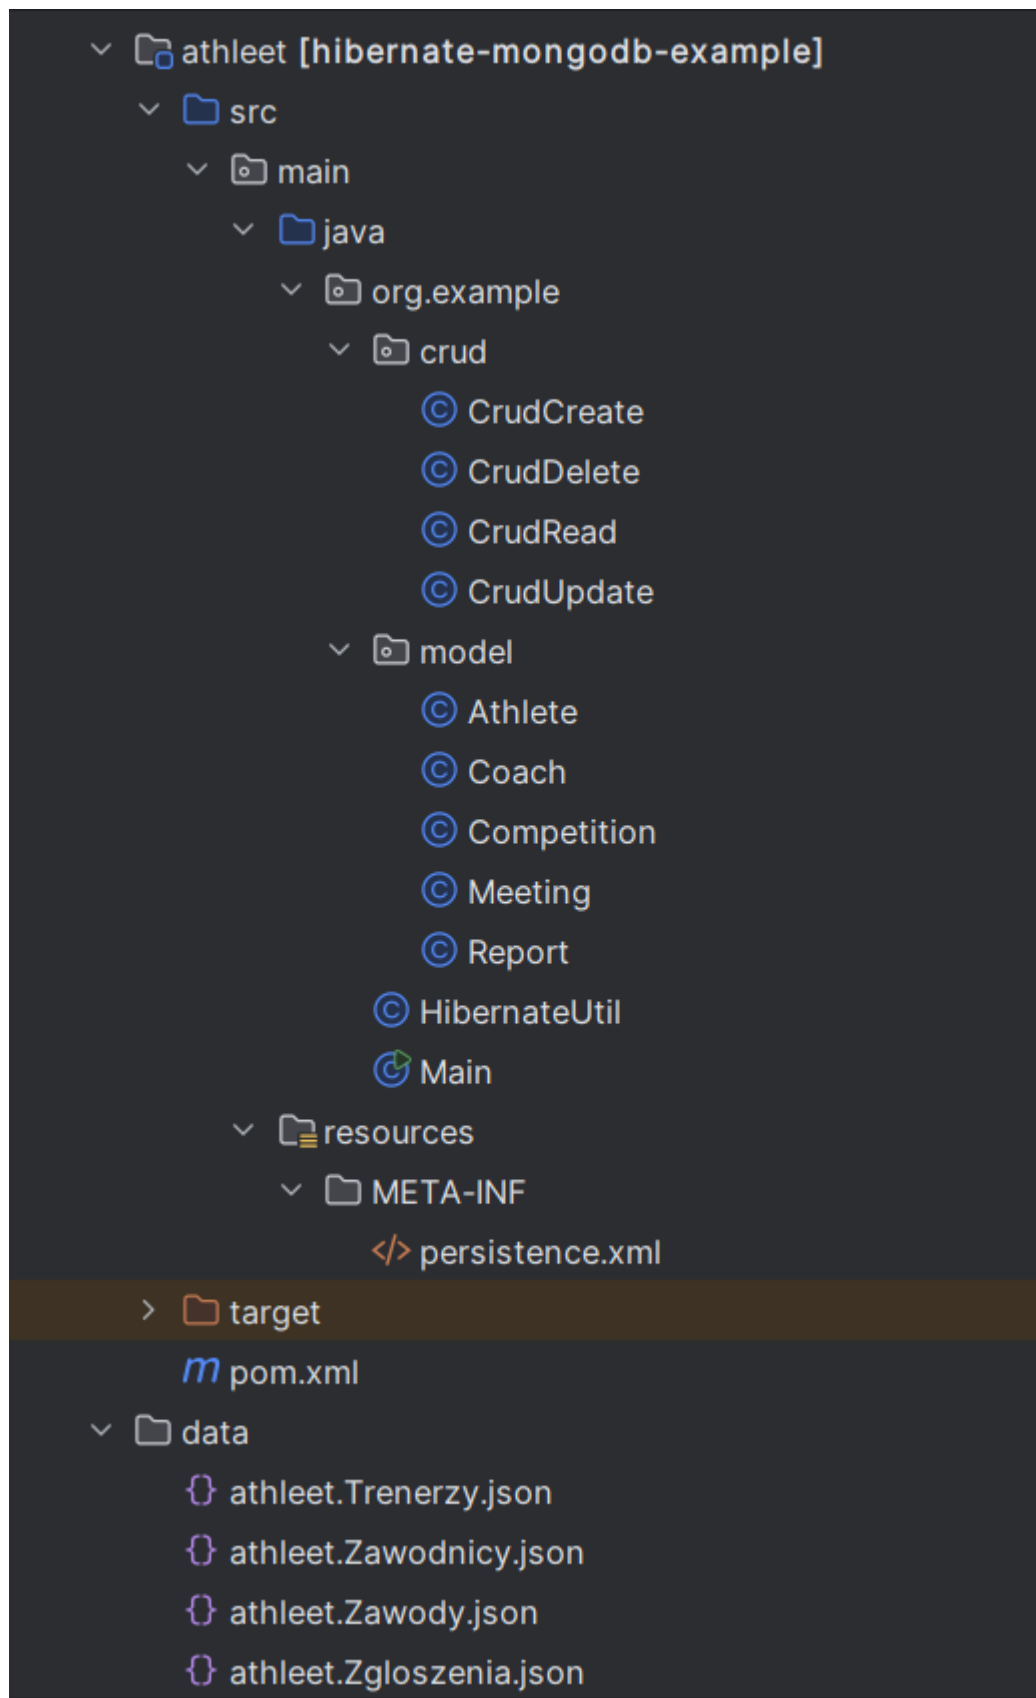 athleet [hibernate-mongodb-example]
src
main
java
org.example
crud
CrudCreate
CrudDelete
CrudRead
CrudUpdate
model
Athlete
Coach
Competition
Meeting
Report
HibernateUtil
Main
resources
META-INF
</> persistence.xml
target
m pom.xml
data
{} athleet.Trenerzy.json
{} athleet.Zawodnicy.json
{} athleet.Zawody.json
{} athleet.Zgloszenia.json